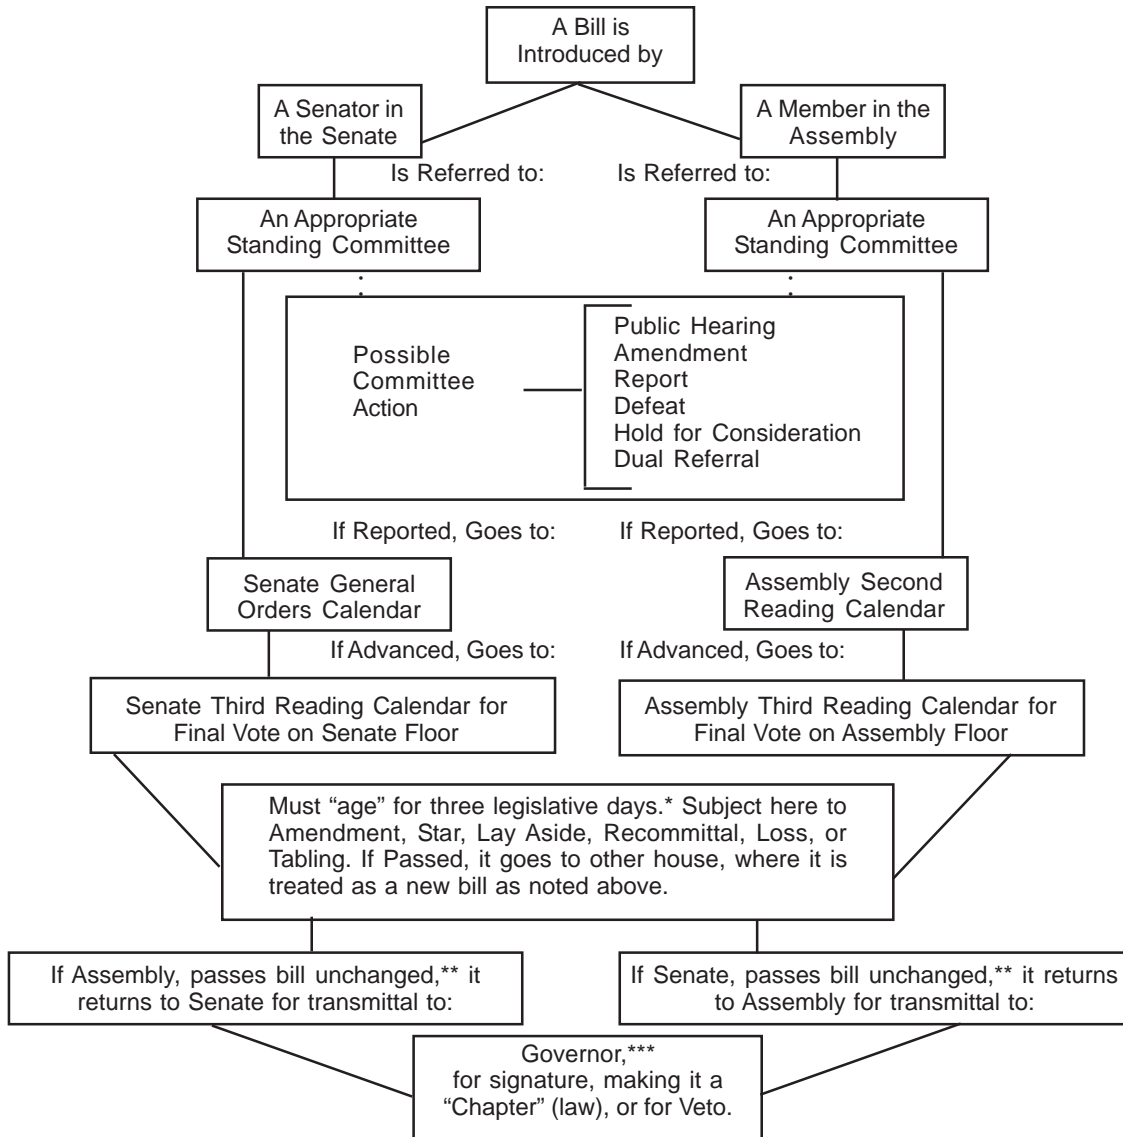 A Bill is
Introduced by
A Senator in
the Senate
A Member in the
Assembly
Is Referred to:
Is Referred to:
An Appropriate
Standing Committee
An Appropriate
Standing Committee
Possible
Committee
Action
Public Hearing
Amendment
Report
Defeat
Hold for Consideration
Dual Referral
If Reported, Goes to:
If Reported, Goes to:
Senate General
Orders Calendar
Assembly Second
Reading Calendar
If Advanced, Goes to:
If Advanced, Goes to:
Senate Third Reading Calendar for
Final Vote on Senate Floor
Assembly Third Reading Calendar for
Final Vote on Assembly Floor
Must “age” for three legislative days.* Subject here to
Amendment, Star, Lay Aside, Recommittal, Loss, or
Tabling. If Passed, it goes to other house, where it is
treated as a new bill as noted above.
If Assembly, passes bill unchanged,** it
returns to Senate for transmittal to:
If Senate, passes bill unchanged,** it returns
to Assembly for transmittal to:
Governor,***
for signature, making it a
“Chapter” (law), or for Veto.